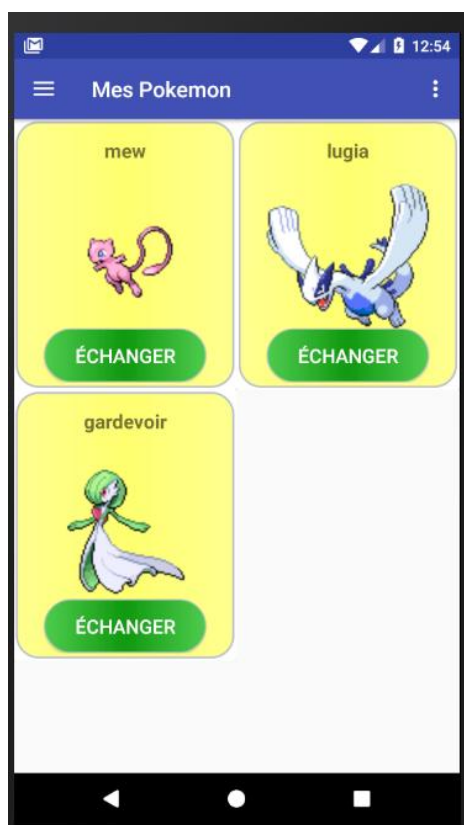 12:54
Mes Pokemon
mew
lugia
ÉCHANGER
ÉCHANGER
gardevoir
ÉCHANGER